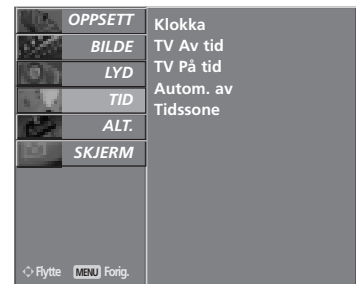 OPPSETT
BILDE
LYD
TID
ALT.
SKJERM
Klokka
TV Av tid
TV På tid
Autom. av
Tidssone
Flytte MENU Forig.